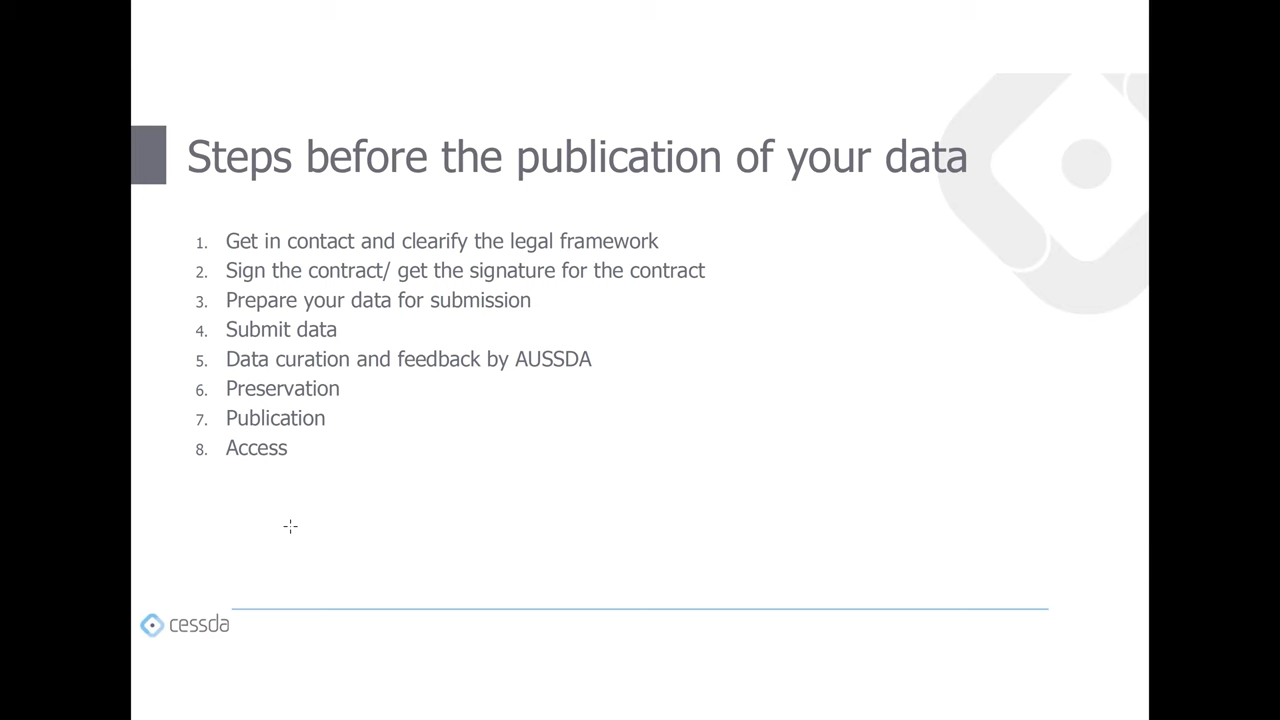 Steps before the publication of your data
1. Get in contact and clearify the legal framework
2. Sign the contract/ get the signature for the contract
3. Prepare your data for submission
4. Submit data
5. Data curation and feedback by AUSSDA
6. Preservation
7. Publication
8. Access
cessda